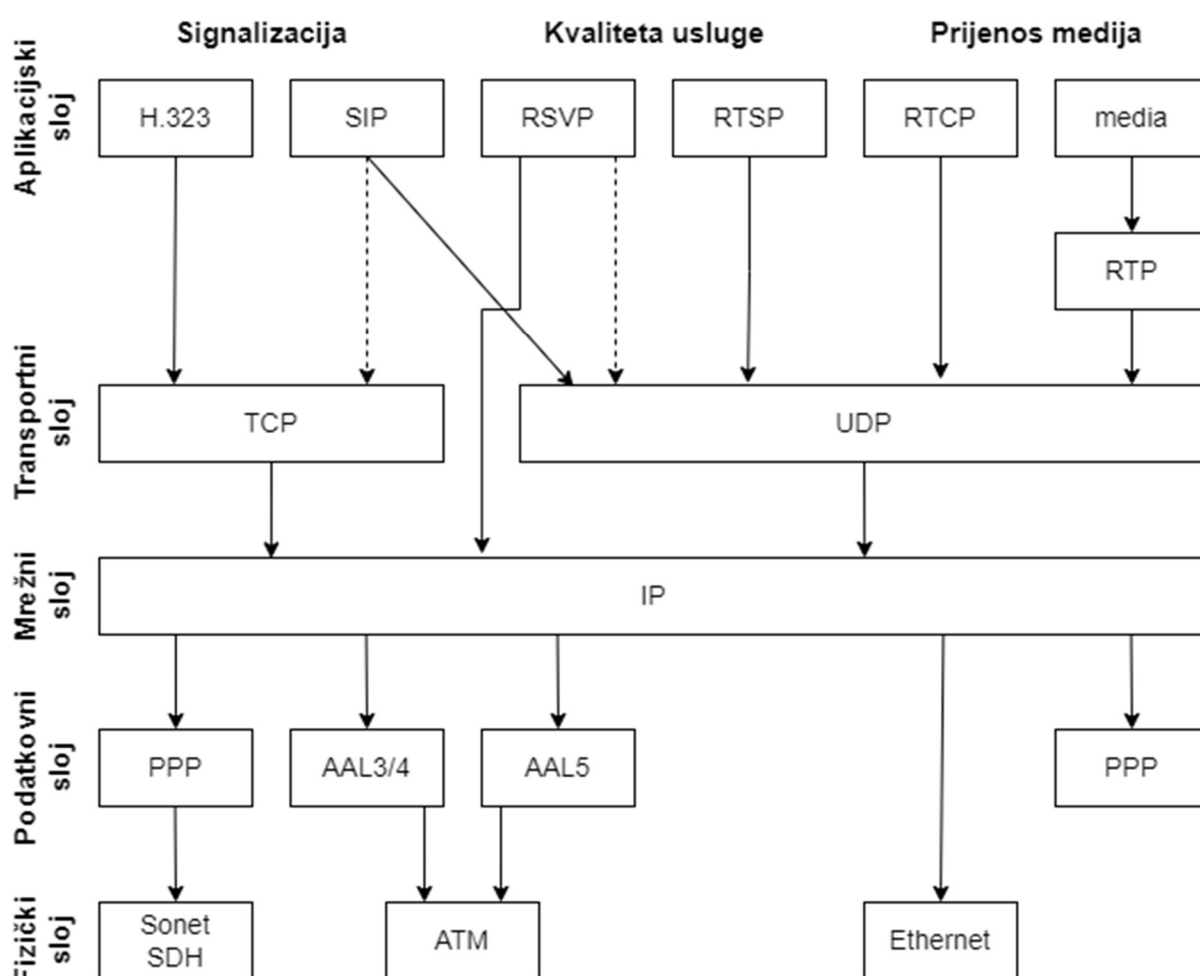 Signalizacija
Kvaliteta usluge
Prijenos medija
Aplikacijski
sloj
H.323
SIP
RSVP
RTSP
RTCP
media
RTP
Transportni
sloj
TCP
UDP
Mrežni
sloj
IP
Podatkovni
sloj
PPP
AAL3/4
AAL5
PPP
Fizički
sloj
Sonet
SDH
ATM
Ethernet